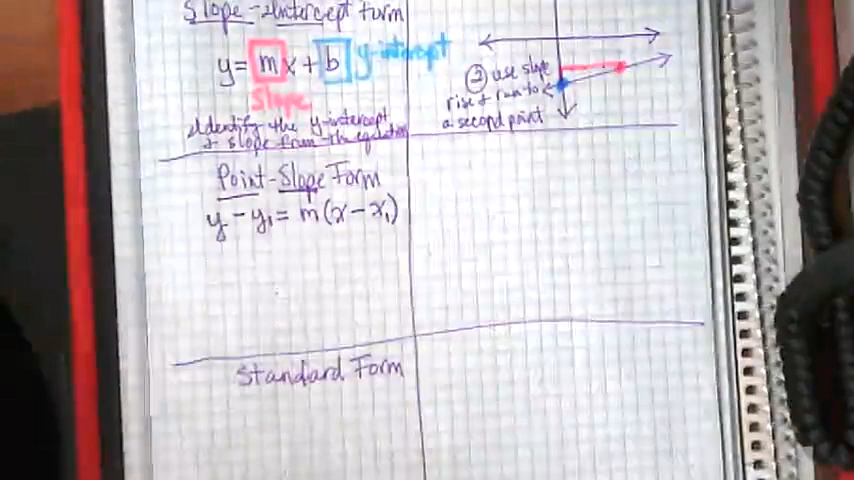 Slope-Intercept Form
y = mx + b y-intercept
slope
Identify the y-intercept
& slope from the equation
② use slope
rise & run to
a second point
Point-Slope Form
y - y₁ = m(x - x₁)
Standard Form